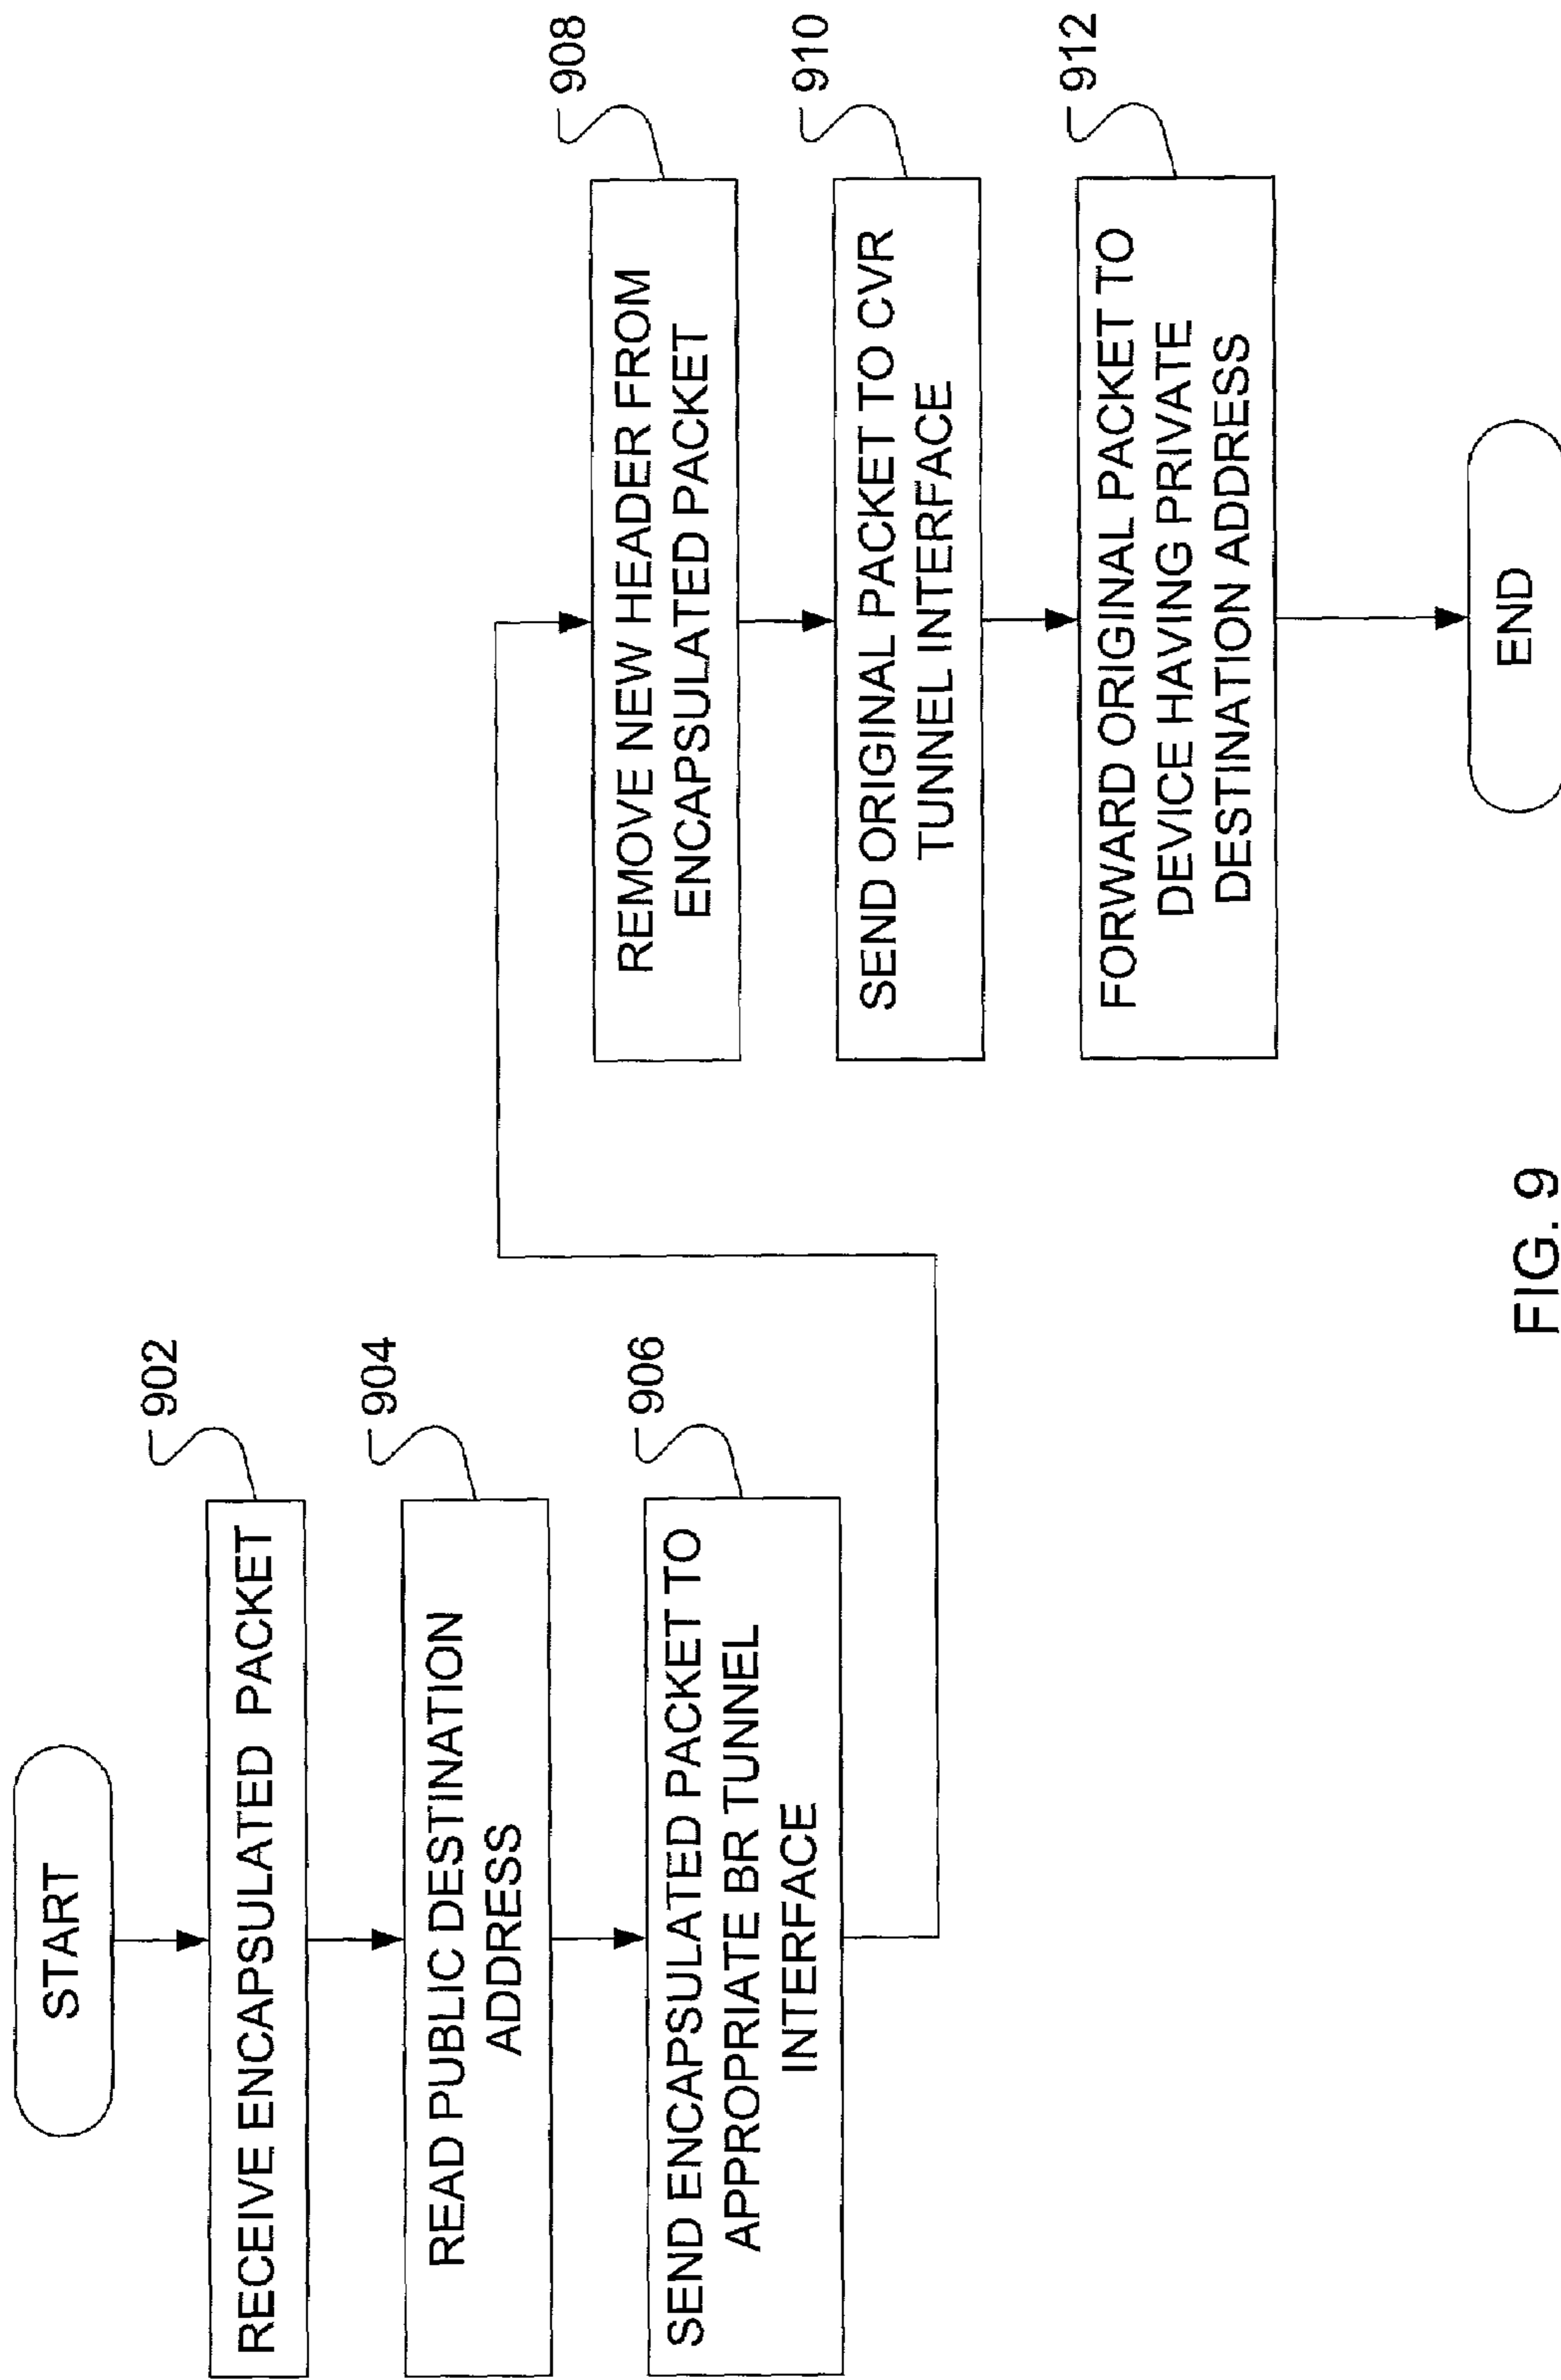 START
RECEIVE ENCAPSULATED PACKET
902
READ PUBLIC DESTINATION
ADDRESS
904
SEND ENCAPSULATED PACKET TO
APPROPRIATE BR TUNNEL
INTERFACE
906
REMOVE NEW HEADER FROM
ENCAPSULATED PACKET
908
SEND ORIGINAL PACKET TO CVR
TUNNEL INTERFACE
910
FORWARD ORIGINAL PACKET TO
DEVICE HAVING PRIVATE
DESTINATION ADDRESS
912
END
FIG. 9